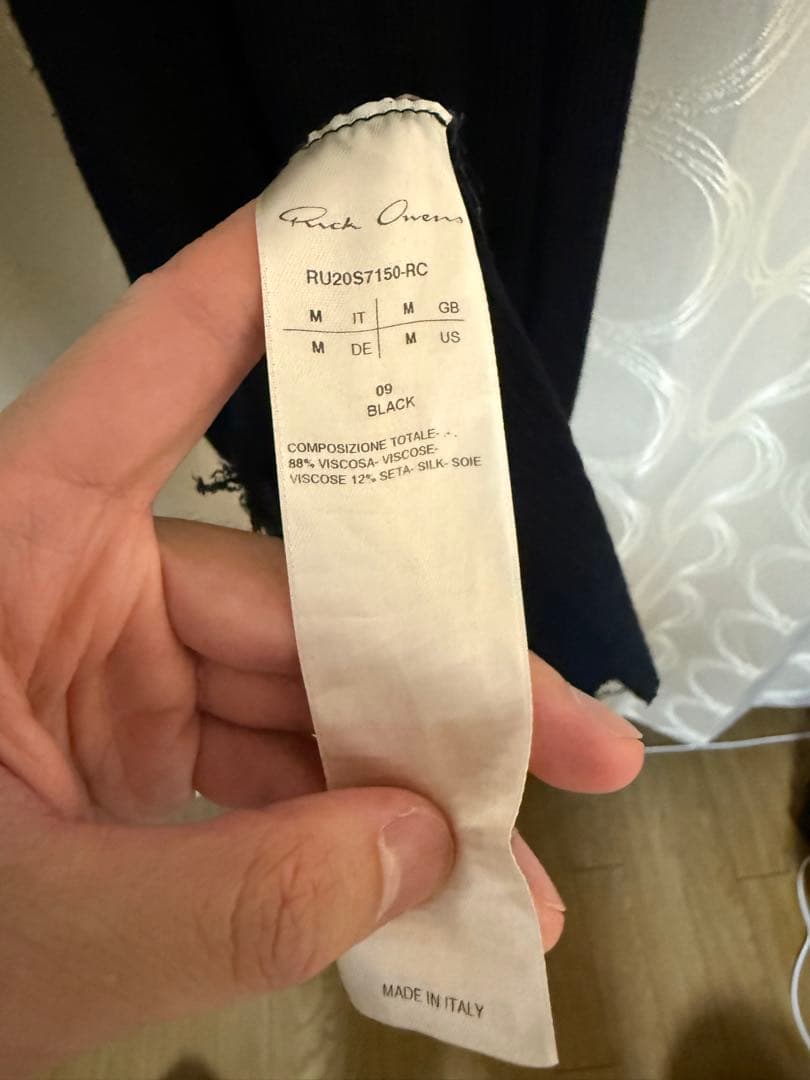 Rick Owens
RU20S7150-RC
M IT M GB
M DE M US
09
BLACK
COMPOSIZIONE TOTALE-
88% VISCOSA- VISCOSE-
VISCOSE 12% SETA- SILK- SOIE
MADE IN ITALY